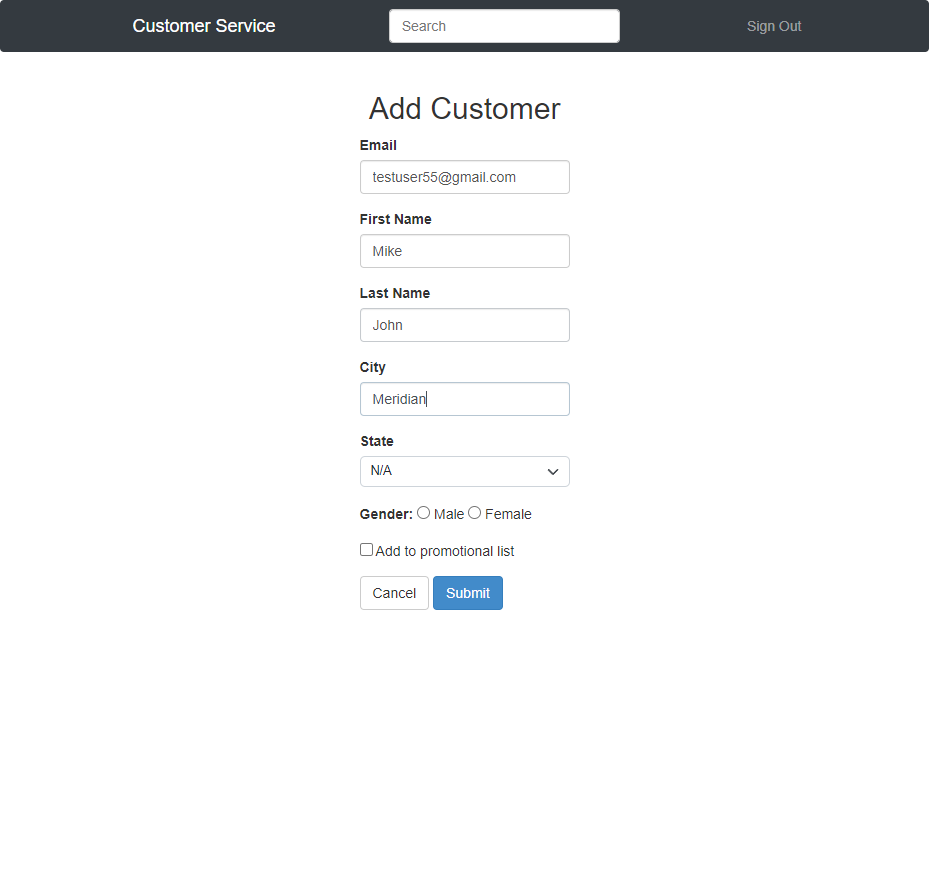 Customer Service Search Sign Out
Add Customer
Email
testuser55@gmail.com
First Name
Mike
Last Name
John
City
Meridian
State
N/A
Gender: Male Female
Add to promotional list
Cancel Submit